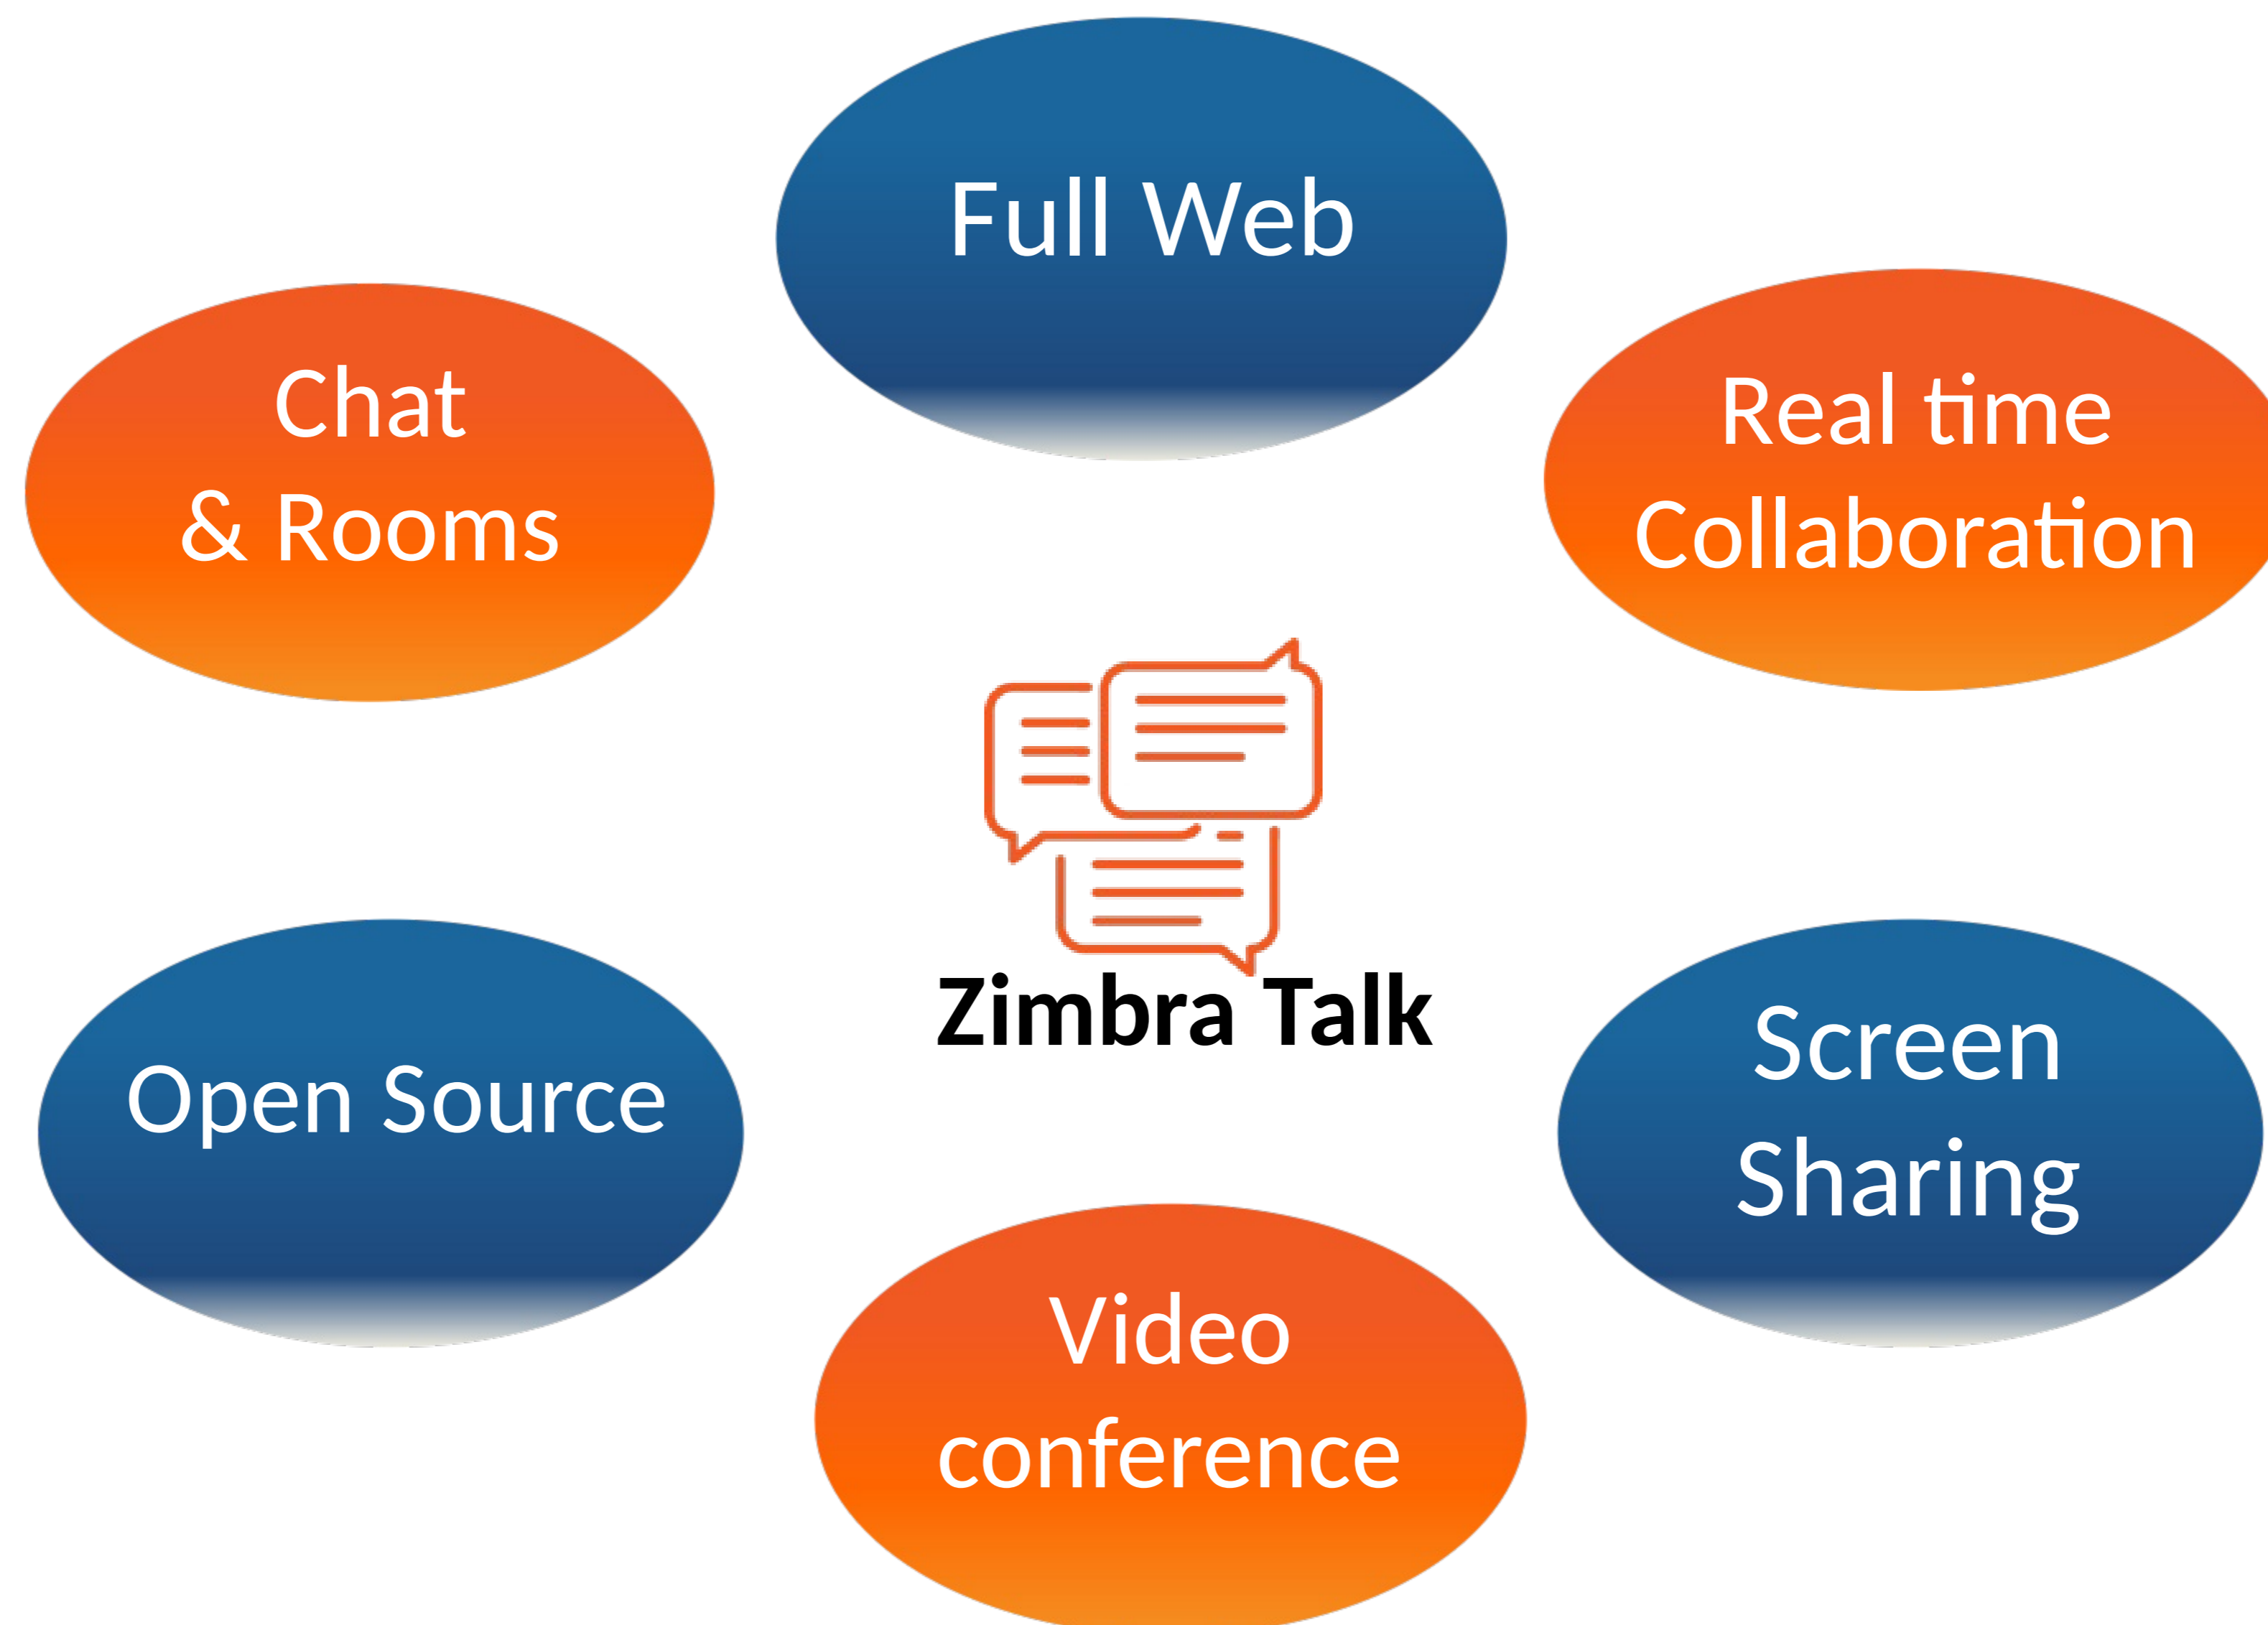 Full Web
Chat
& Rooms
Real time
Collaboration
Zimbra Talk
Open Source
Screen
Sharing
Video
conference